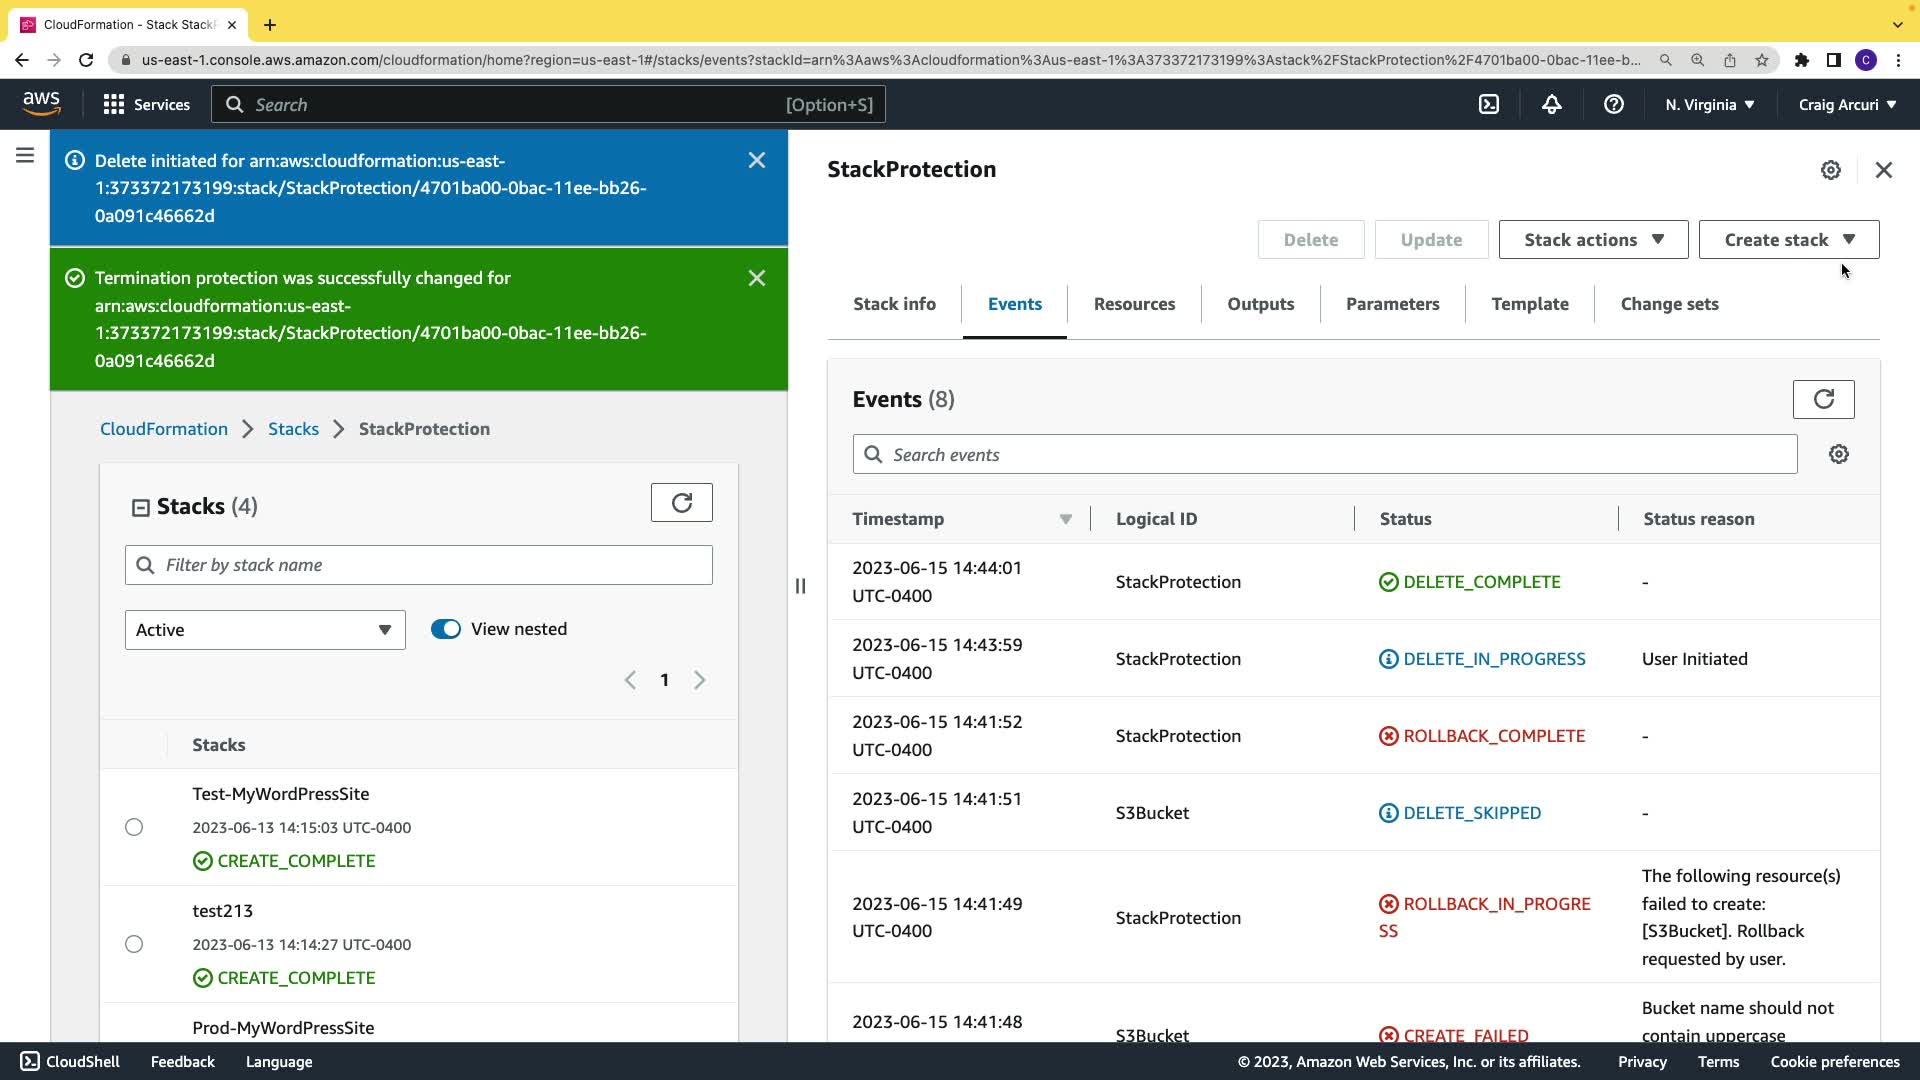 CloudFormation - Stack StackP
us-east-1.console.aws.amazon.com/cloudformation/home?region=us-east-1#/stacks/events?stackId=arn%3Aaws%3Acloudformation%3Aus-east-1%3A373372173199%3Astack%2FStackProtection%2F4701ba00-0bac-11ee-b...
C
aws
Services
Search
[Option+S]
N. Virginia
Craig Arcuri
Delete initiated for arn:aws:cloudformation:us-east-
1:373372173199:stack/StackProtection/4701ba00-0bac-11ee-bb26-
0a091c46662d
Termination protection was successfully changed for
arn:aws:cloudformation:us-east-
1:373372173199:stack/StackProtection/4701ba00-0bac-11ee-bb26-
0a091c46662d
CloudFormation
Stacks
StackProtection
Stacks (4)
Filter by stack name
Active
View nested
1
Stacks
Test-MyWordPressSite
2023-06-13 14:15:03 UTC-0400
CREATE_COMPLETE
test213
2023-06-13 14:14:27 UTC-0400
CREATE_COMPLETE
Prod-MyWordPressSite
StackProtection
Delete
Update
Stack actions
Create stack
Stack info
Events
Resources
Outputs
Parameters
Template
Change sets
Events (8)
Search events
Timestamp
Logical ID
Status
Status reason
2023-06-15 14:44:01
UTC-0400
StackProtection
DELETE_COMPLETE
-
2023-06-15 14:43:59
UTC-0400
StackProtection
DELETE_IN_PROGRESS
User Initiated
2023-06-15 14:41:52
UTC-0400
StackProtection
ROLLBACK_COMPLETE
-
2023-06-15 14:41:51
UTC-0400
S3Bucket
DELETE_SKIPPED
-
2023-06-15 14:41:49
UTC-0400
StackProtection
ROLLBACK_IN_PROGRE
SS
The following resource(s)
failed to create:
[S3Bucket]. Rollback
requested by user.
2023-06-15 14:41:48
S3Bucket
CREATE_FAILED
Bucket name should not
contain uppercase
CloudShell
Feedback
Language
© 2023, Amazon Web Services, Inc. or its affiliates.
Privacy
Terms
Cookie preferences